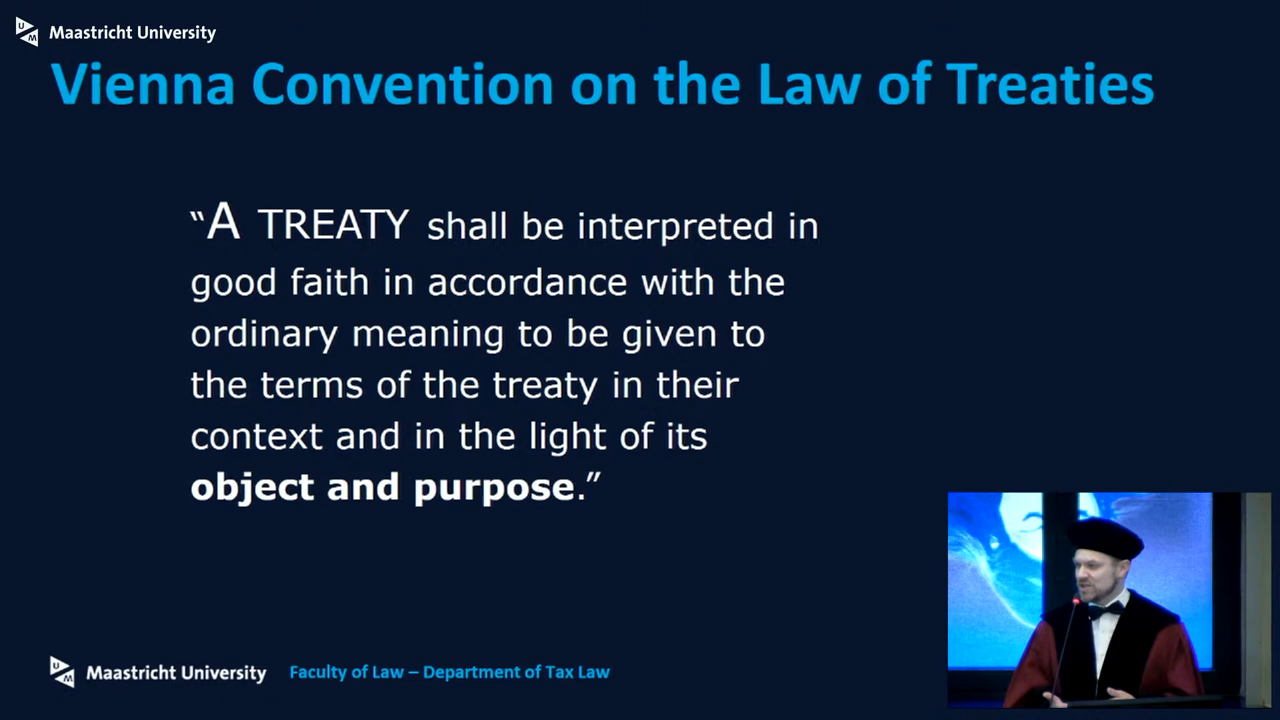 Maastricht University
Vienna Convention on the Law of Treaties
“A TREATY shall be interpreted in
good faith in accordance with the
ordinary meaning to be given to
the terms of the treaty in their
context and in the light of its
object and purpose.”
Maastricht University Faculty of Law – Department of Tax Law